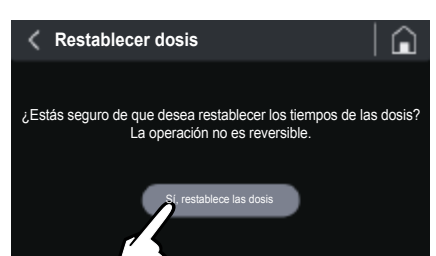 Restablecer dosis
¿Estás seguro de que desea restablecer los tiempos de las dosis?
La operación no es reversible.
Sí, restablece las dosis